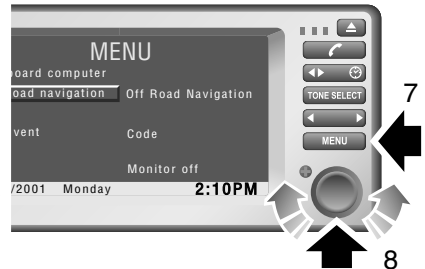 MENU
oard computer
oad navigation Off Road Navigation
vent Code
Monitor off
/2001 Monday 2:10PM
TONE SELECT
MENU
7
8